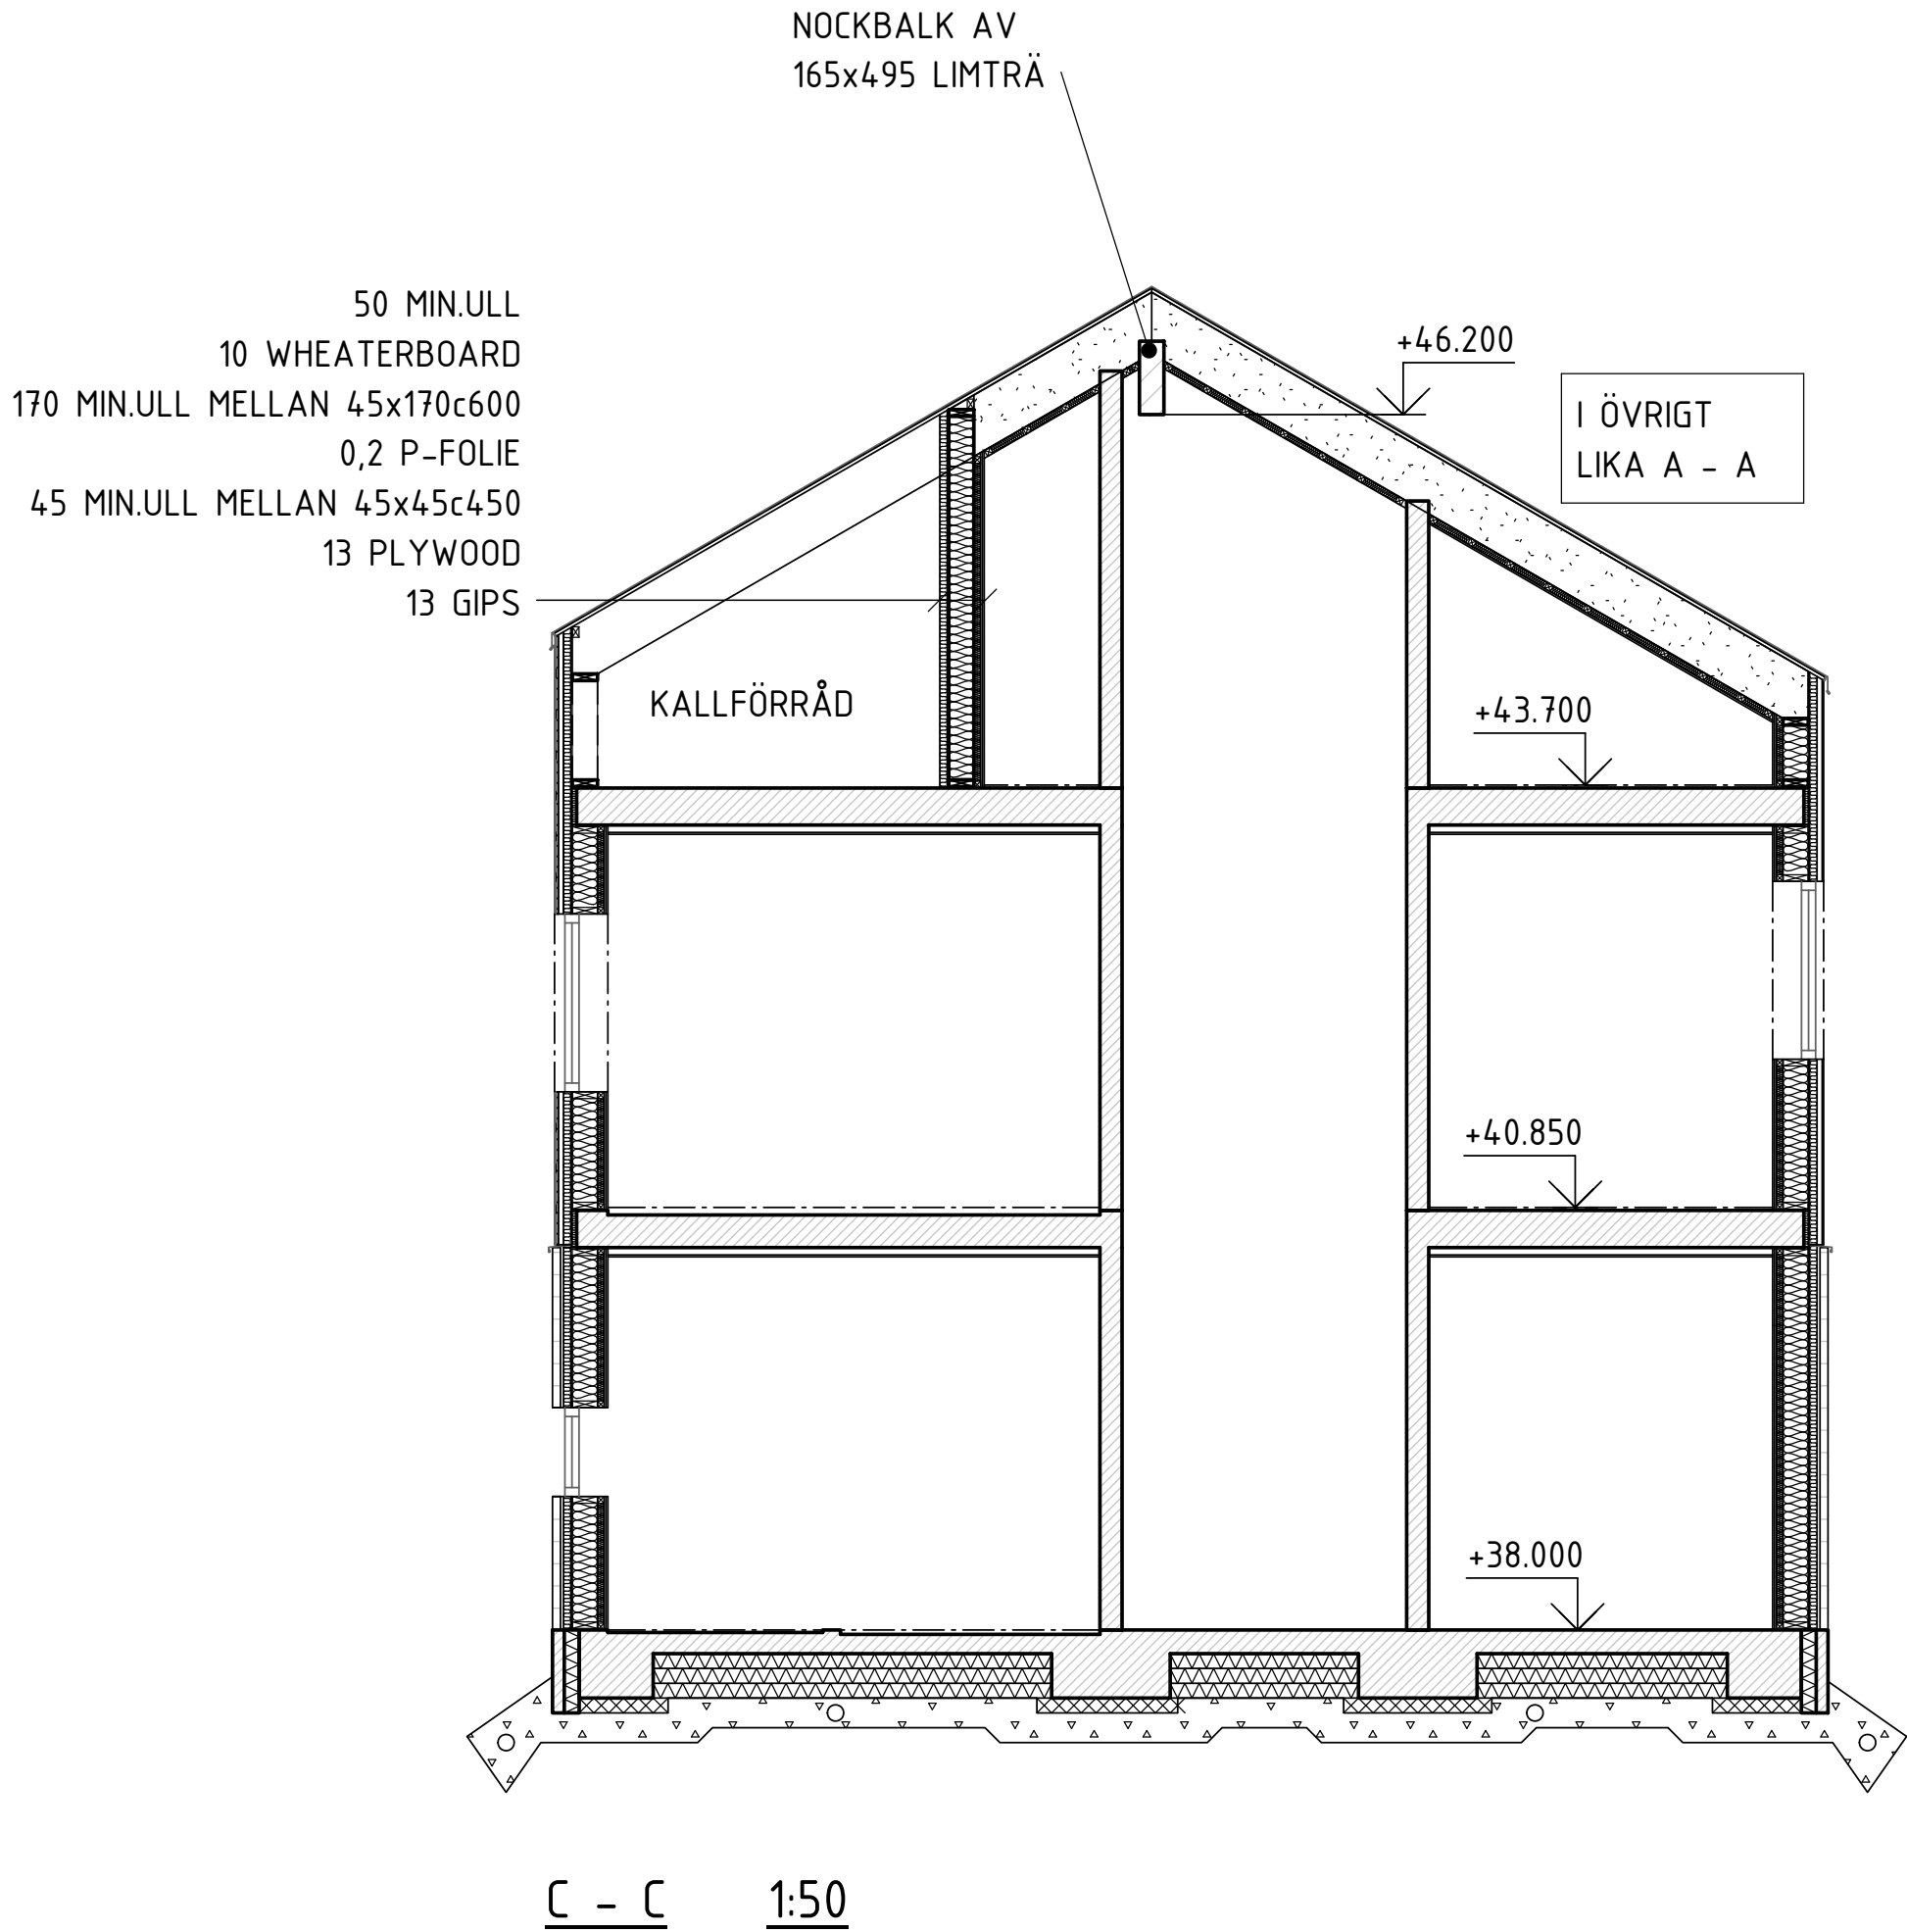 NOCKBALK AV
165x495 LIMTRÄ
50 MIN.ULL
10 WHEATERBOARD
170 MIN.ULL MELLAN 45x170c600
0,2 P-FOLIE
45 MIN.ULL MELLAN 45x45c450
13 PLYWOOD
13 GIPS
+46.200
I ÖVRIGT
LIKA A - A
KALLFÖRRÅD
+43.700
+40.850
+38.000
C - C 1:50